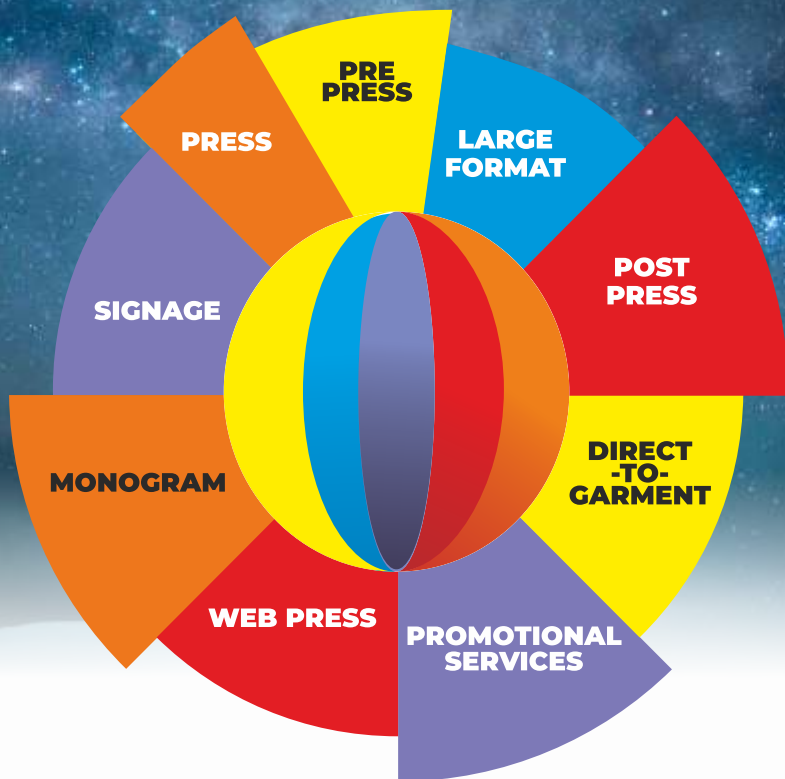 PRE
PRESS
LARGE
FORMAT
POST
PRESS
DIRECT
-TO-
GARMENT
PROMOTIONAL
SERVICES
WEB PRESS
MONOGRAM
SIGNAGE
PRESS